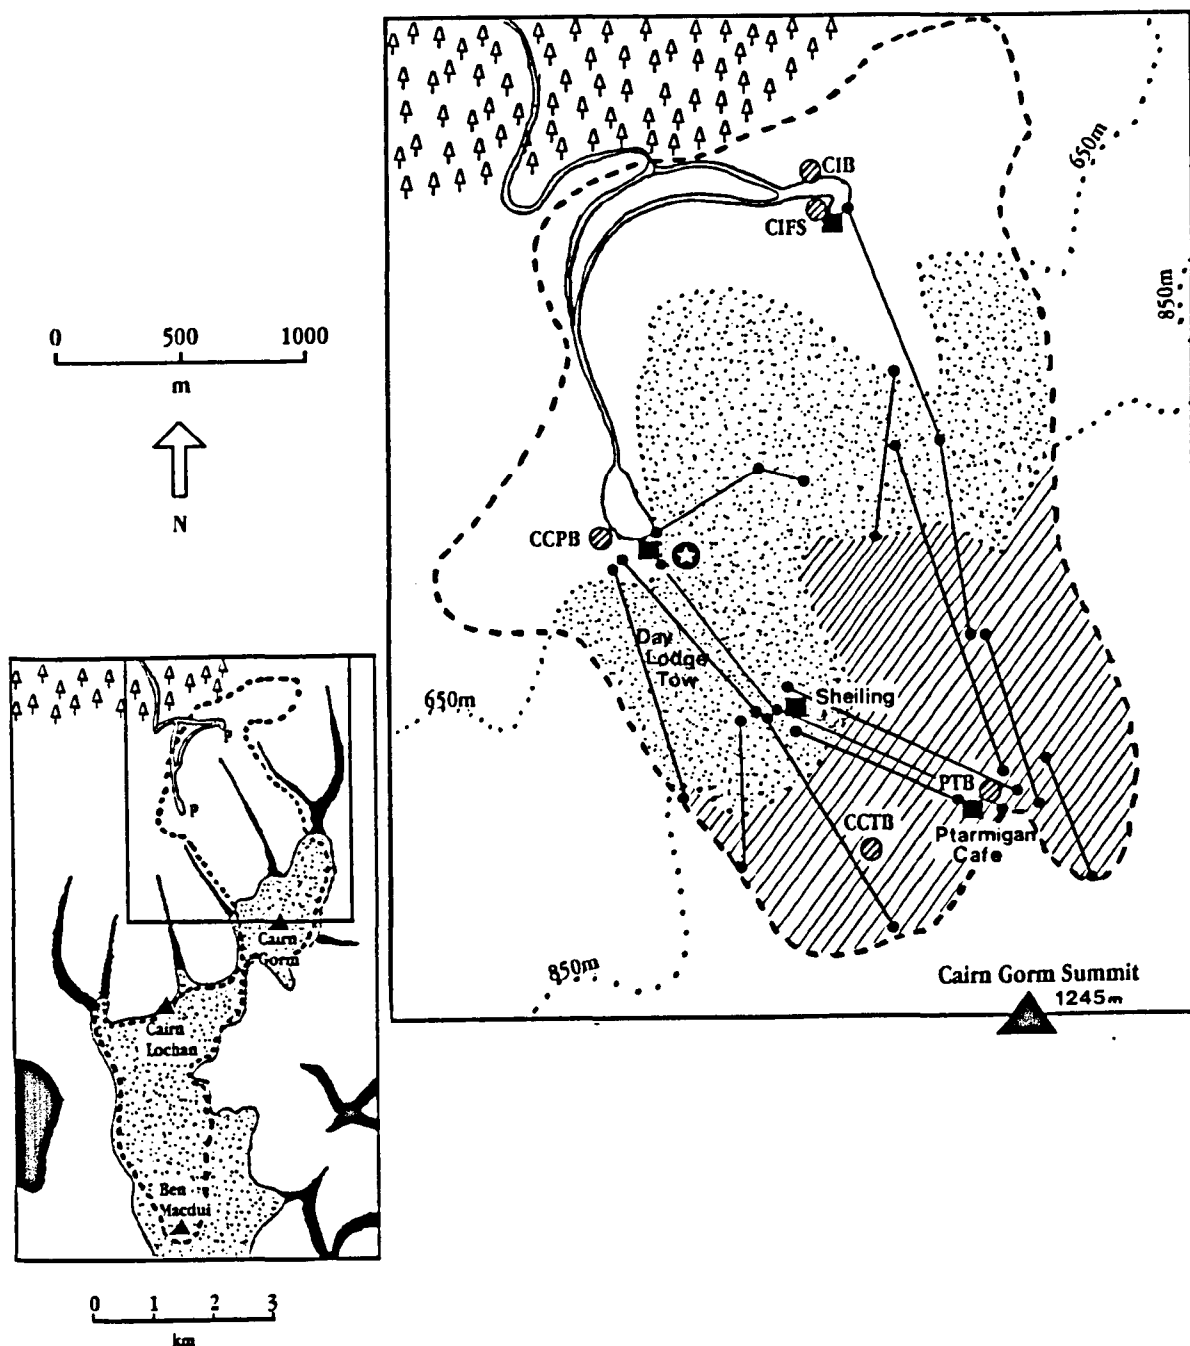 CIB
CIFS
650m
850m
0 500 1000
m
N
CCPB
Day
Lodge
Tow
Sheiling
650m
PTB
CCTB
Ptarmigan
Cafe
850m
Cairn Gorm Summit
1245m
P
P
Cairn
Gorm
Cairn
Lochan
Ben
Macdui
0 1 2 3
km